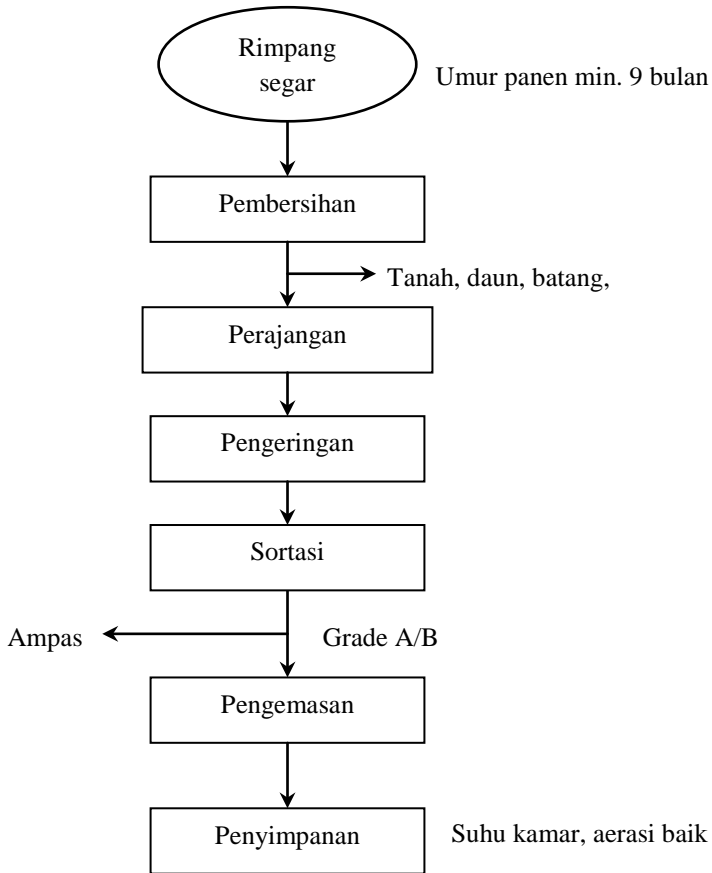 Rimpang
segar
Umur panen min. 9 bulan
Pembersihan
Tanah, daun, batang,
Perajangan
Pengeringan
Sortasi
Ampas
Grade A/B
Pengemasan
Penyimpanan
Suhu kamar, aerasi baik